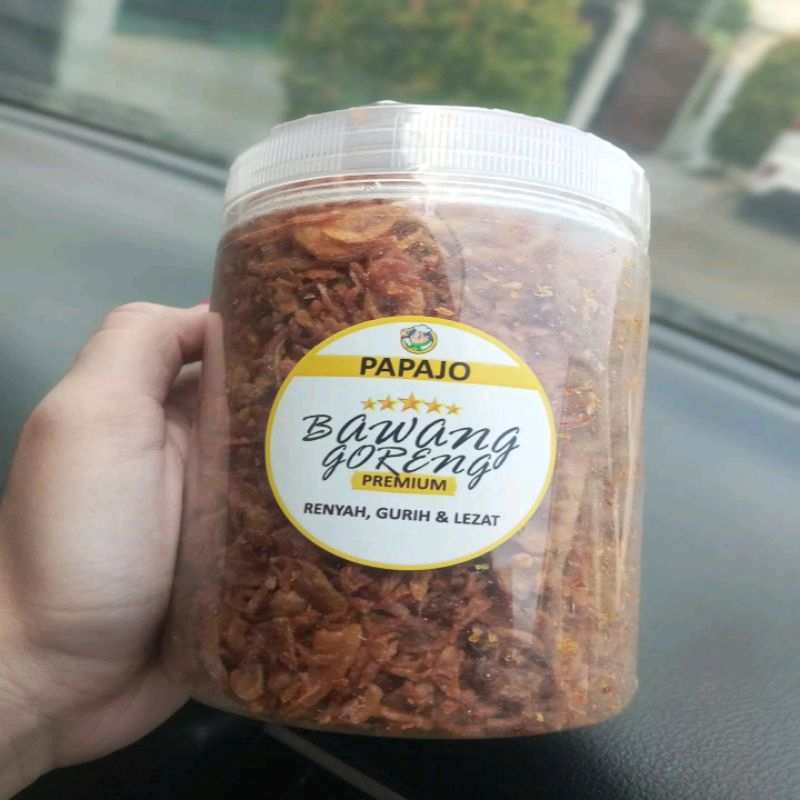 PAPAJO
BAWANG
GORENG
PREMIUM
RENYAH, GURIH & LEZAT